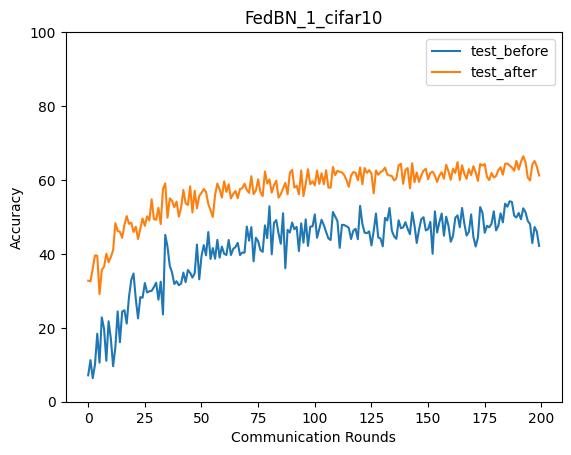 FedBN_1_cifar10
test_before
test_after
Accuracy
100
80
60
40
20
0
0 25 50 75 100 125 150 175 200
Communication Rounds